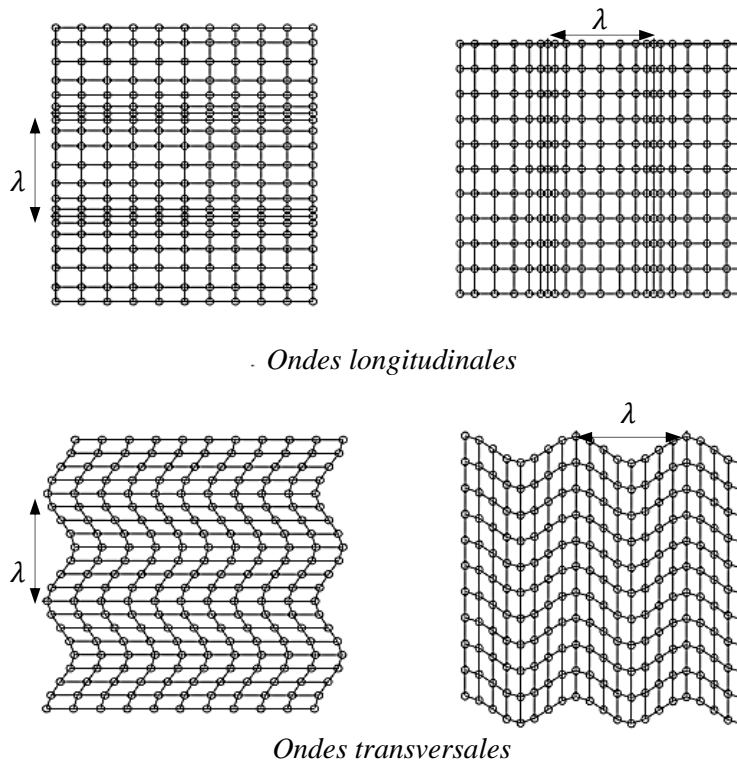 λ
λ
Ondes longitudinales
λ
λ
Ondes transversales